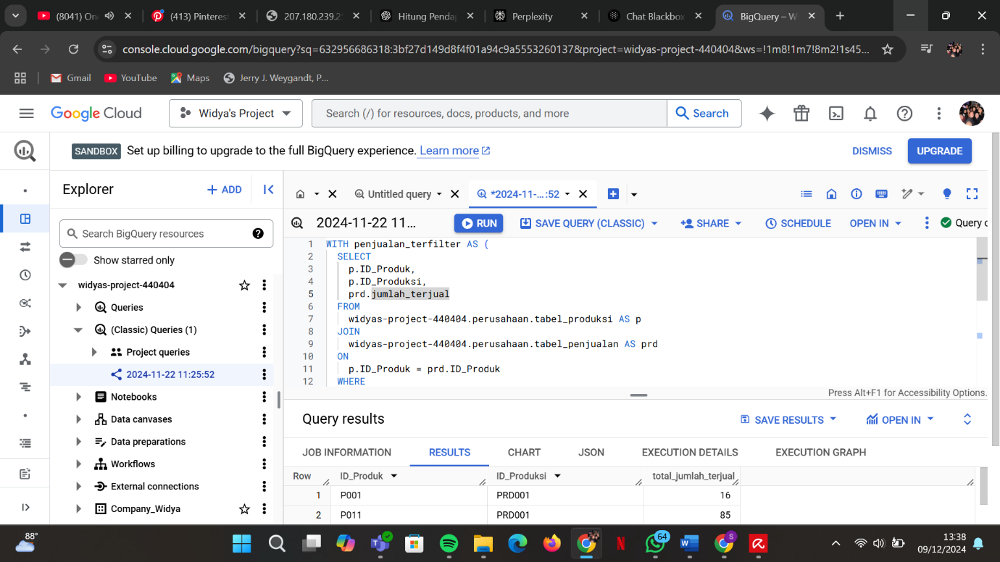 (8041) On
(413) Pinteres
207.180.239.2
Hitung Penda
Perplexity
Chat Blackbox
BigQuery – W
console.cloud.google.com/bigquery?sq=632956686318:3bf27d149d8f4f01a94c9a5553260137&project=widyas-project-440404&ws=!1m8!1m7!8m2!1s45...
Gmail
YouTube
Maps
Jerry J. Weygandt, P...
Google Cloud
Widya's Project
Search (/) for resources, docs, products, and more
Search
SANDBOX Set up billing to upgrade to the full BigQuery experience. Learn more
DISMISS
UPGRADE
Explorer
+ ADD
Untitled query
*2024-11-...:52
2024-11-22 11...
RUN
SAVE QUERY (CLASSIC)
SHARE
SCHEDULE
OPEN IN
Query c
Search BigQuery resources
Show starred only
widyas-project-440404
Queries
(Classic) Queries (1)
Project queries
2024-11-22 11:25:52
Notebooks
Data canvases
Data preparations
Workflows
External connections
Company_Widya
1 WITH penjualan_terfilter AS (
2 SELECT
3 p.ID_Produk,
4 p.ID_Produksi,
5 prd.jumlah_terjual
6 FROM
7 widyas-project-440404.perusahaan.tabel_produksi AS p
8 JOIN
9 widyas-project-440404.perusahaan.tabel_penjualan AS prd
10 ON
11 p.ID_Produk = prd.ID_Produk
12 WHERE
Press Alt+F1 for Accessibility Options.
Query results
SAVE RESULTS
OPEN IN
JOB INFORMATION
RESULTS
CHART
JSON
EXECUTION DETAILS
EXECUTION GRAPH
Row ID_Produk ID_Produksi total_jumlah_terjual
1 P001 PRD001 16
2 P011 PRD001 85
88°
64
S
13:38
09/12/2024